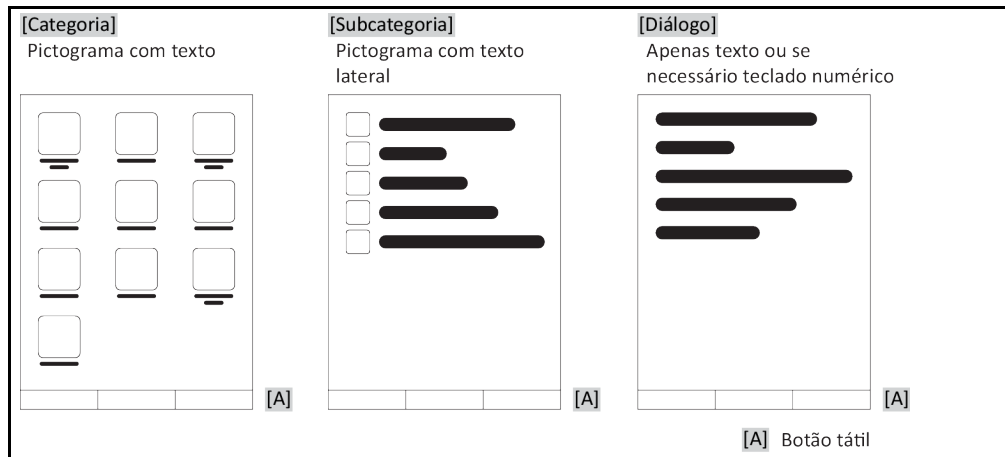 [Categoria]
Pictograma com texto
[Subcategoria]
Pictograma com texto
lateral
[Diálogo]
Apenas texto ou se
necessário teclado numérico
[A]
[A]
[A]
[A] Botão tátil